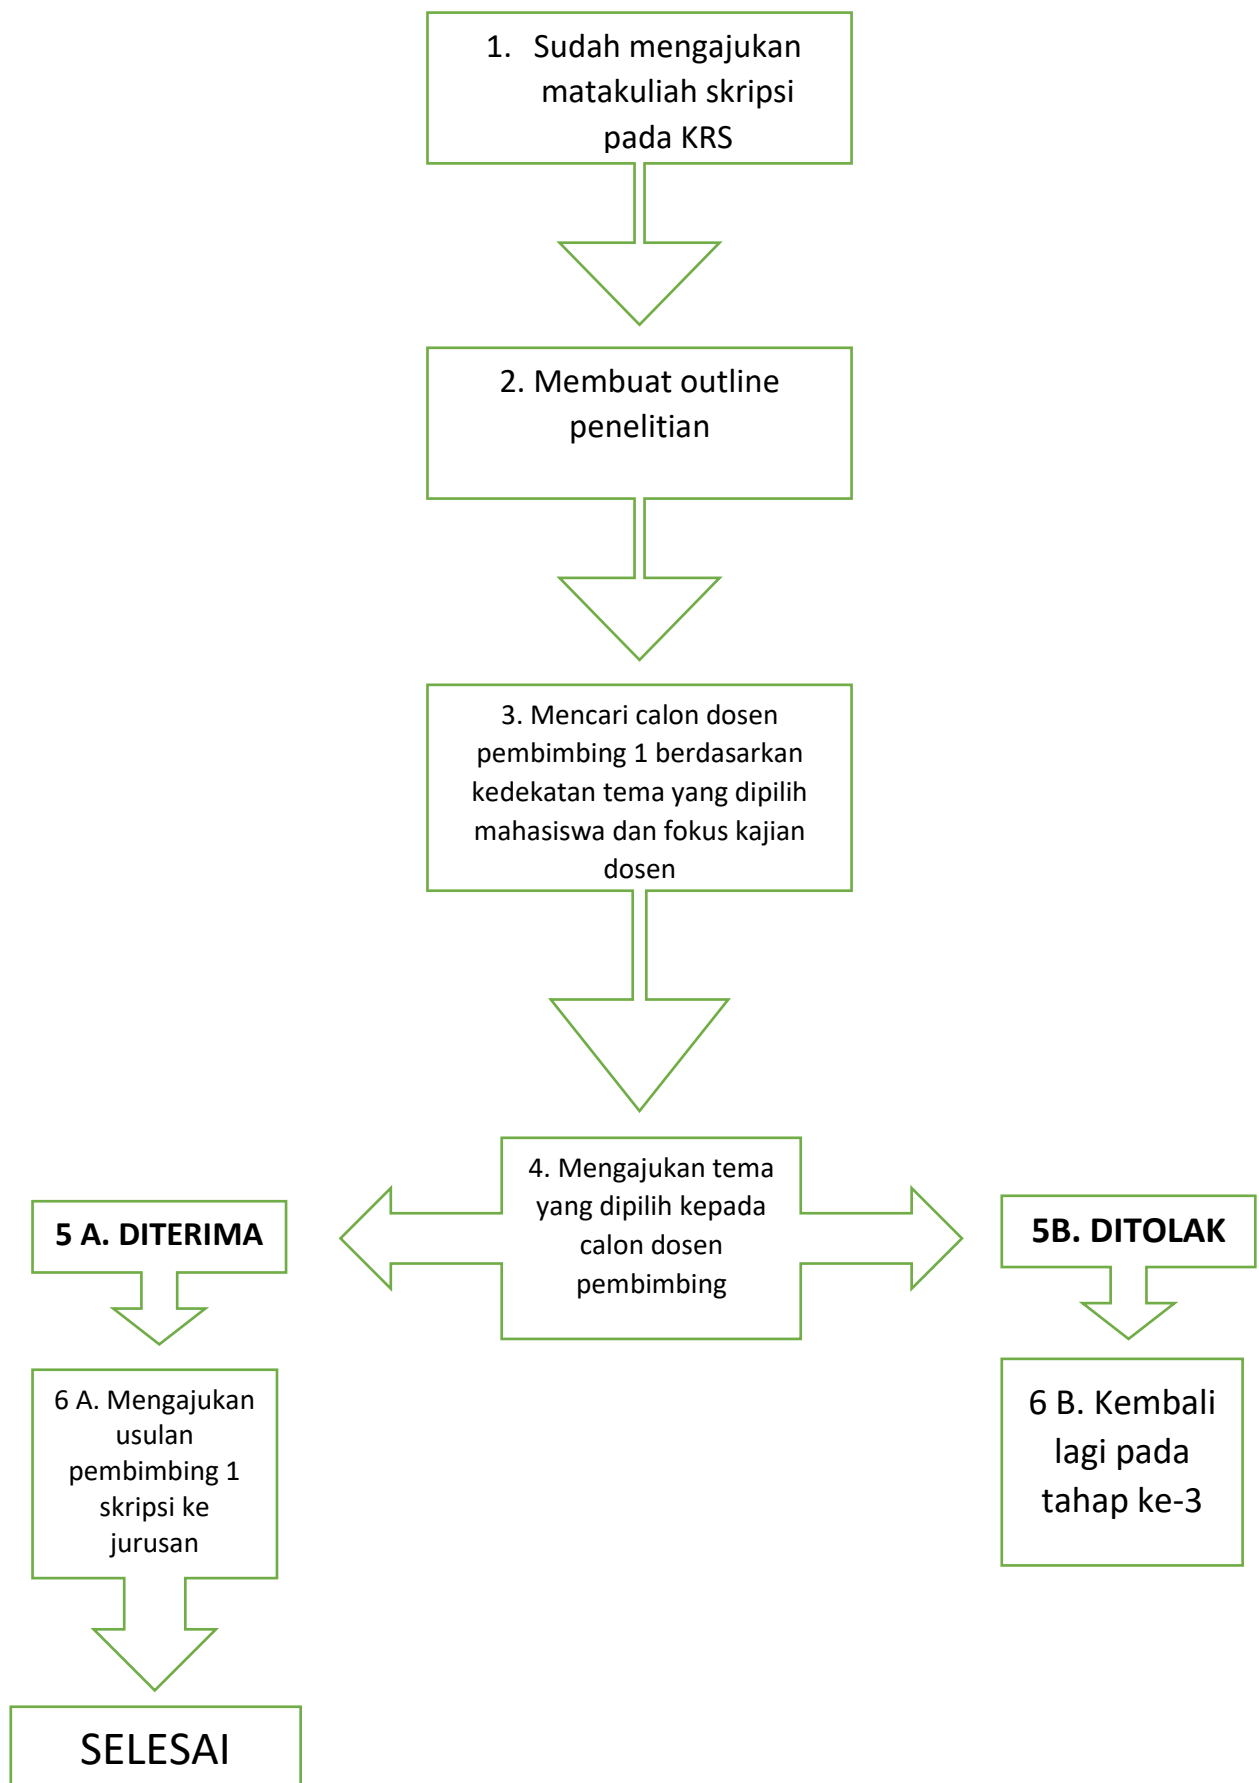 1. Sudah mengajukan
matakuliah skripsi
pada KRS
2. Membuat outline
penelitian
3. Mencari calon dosen
pembimbing 1 berdasarkan
kedekatan tema yang dipilih
mahasiswa dan fokus kajian
dosen
4. Mengajukan tema
yang dipilih kepada
calon dosen
pembimbing
5 A. DITERIMA
5B. DITOLAK
6 A. Mengajukan
usulan
pembimbing 1
skripsi ke
jurusan
6 B. Kembali
lagi pada
tahap ke-3
SELESAI